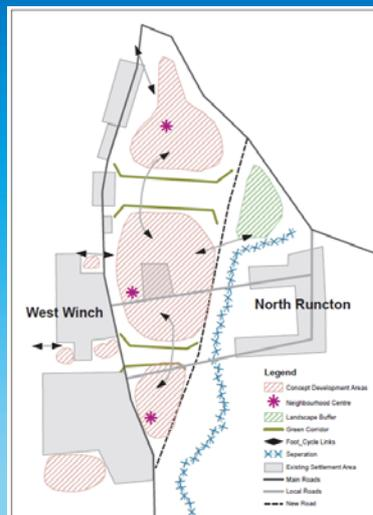 West Winch
North Runcton
Legend
Concept Development Areas
Neighbourhood Centre
Landscape Buffer
Green Corridor
Foot_Cycle Links
Seperation
Existing Settlement Area
Main Roads
Local Roads
New Road